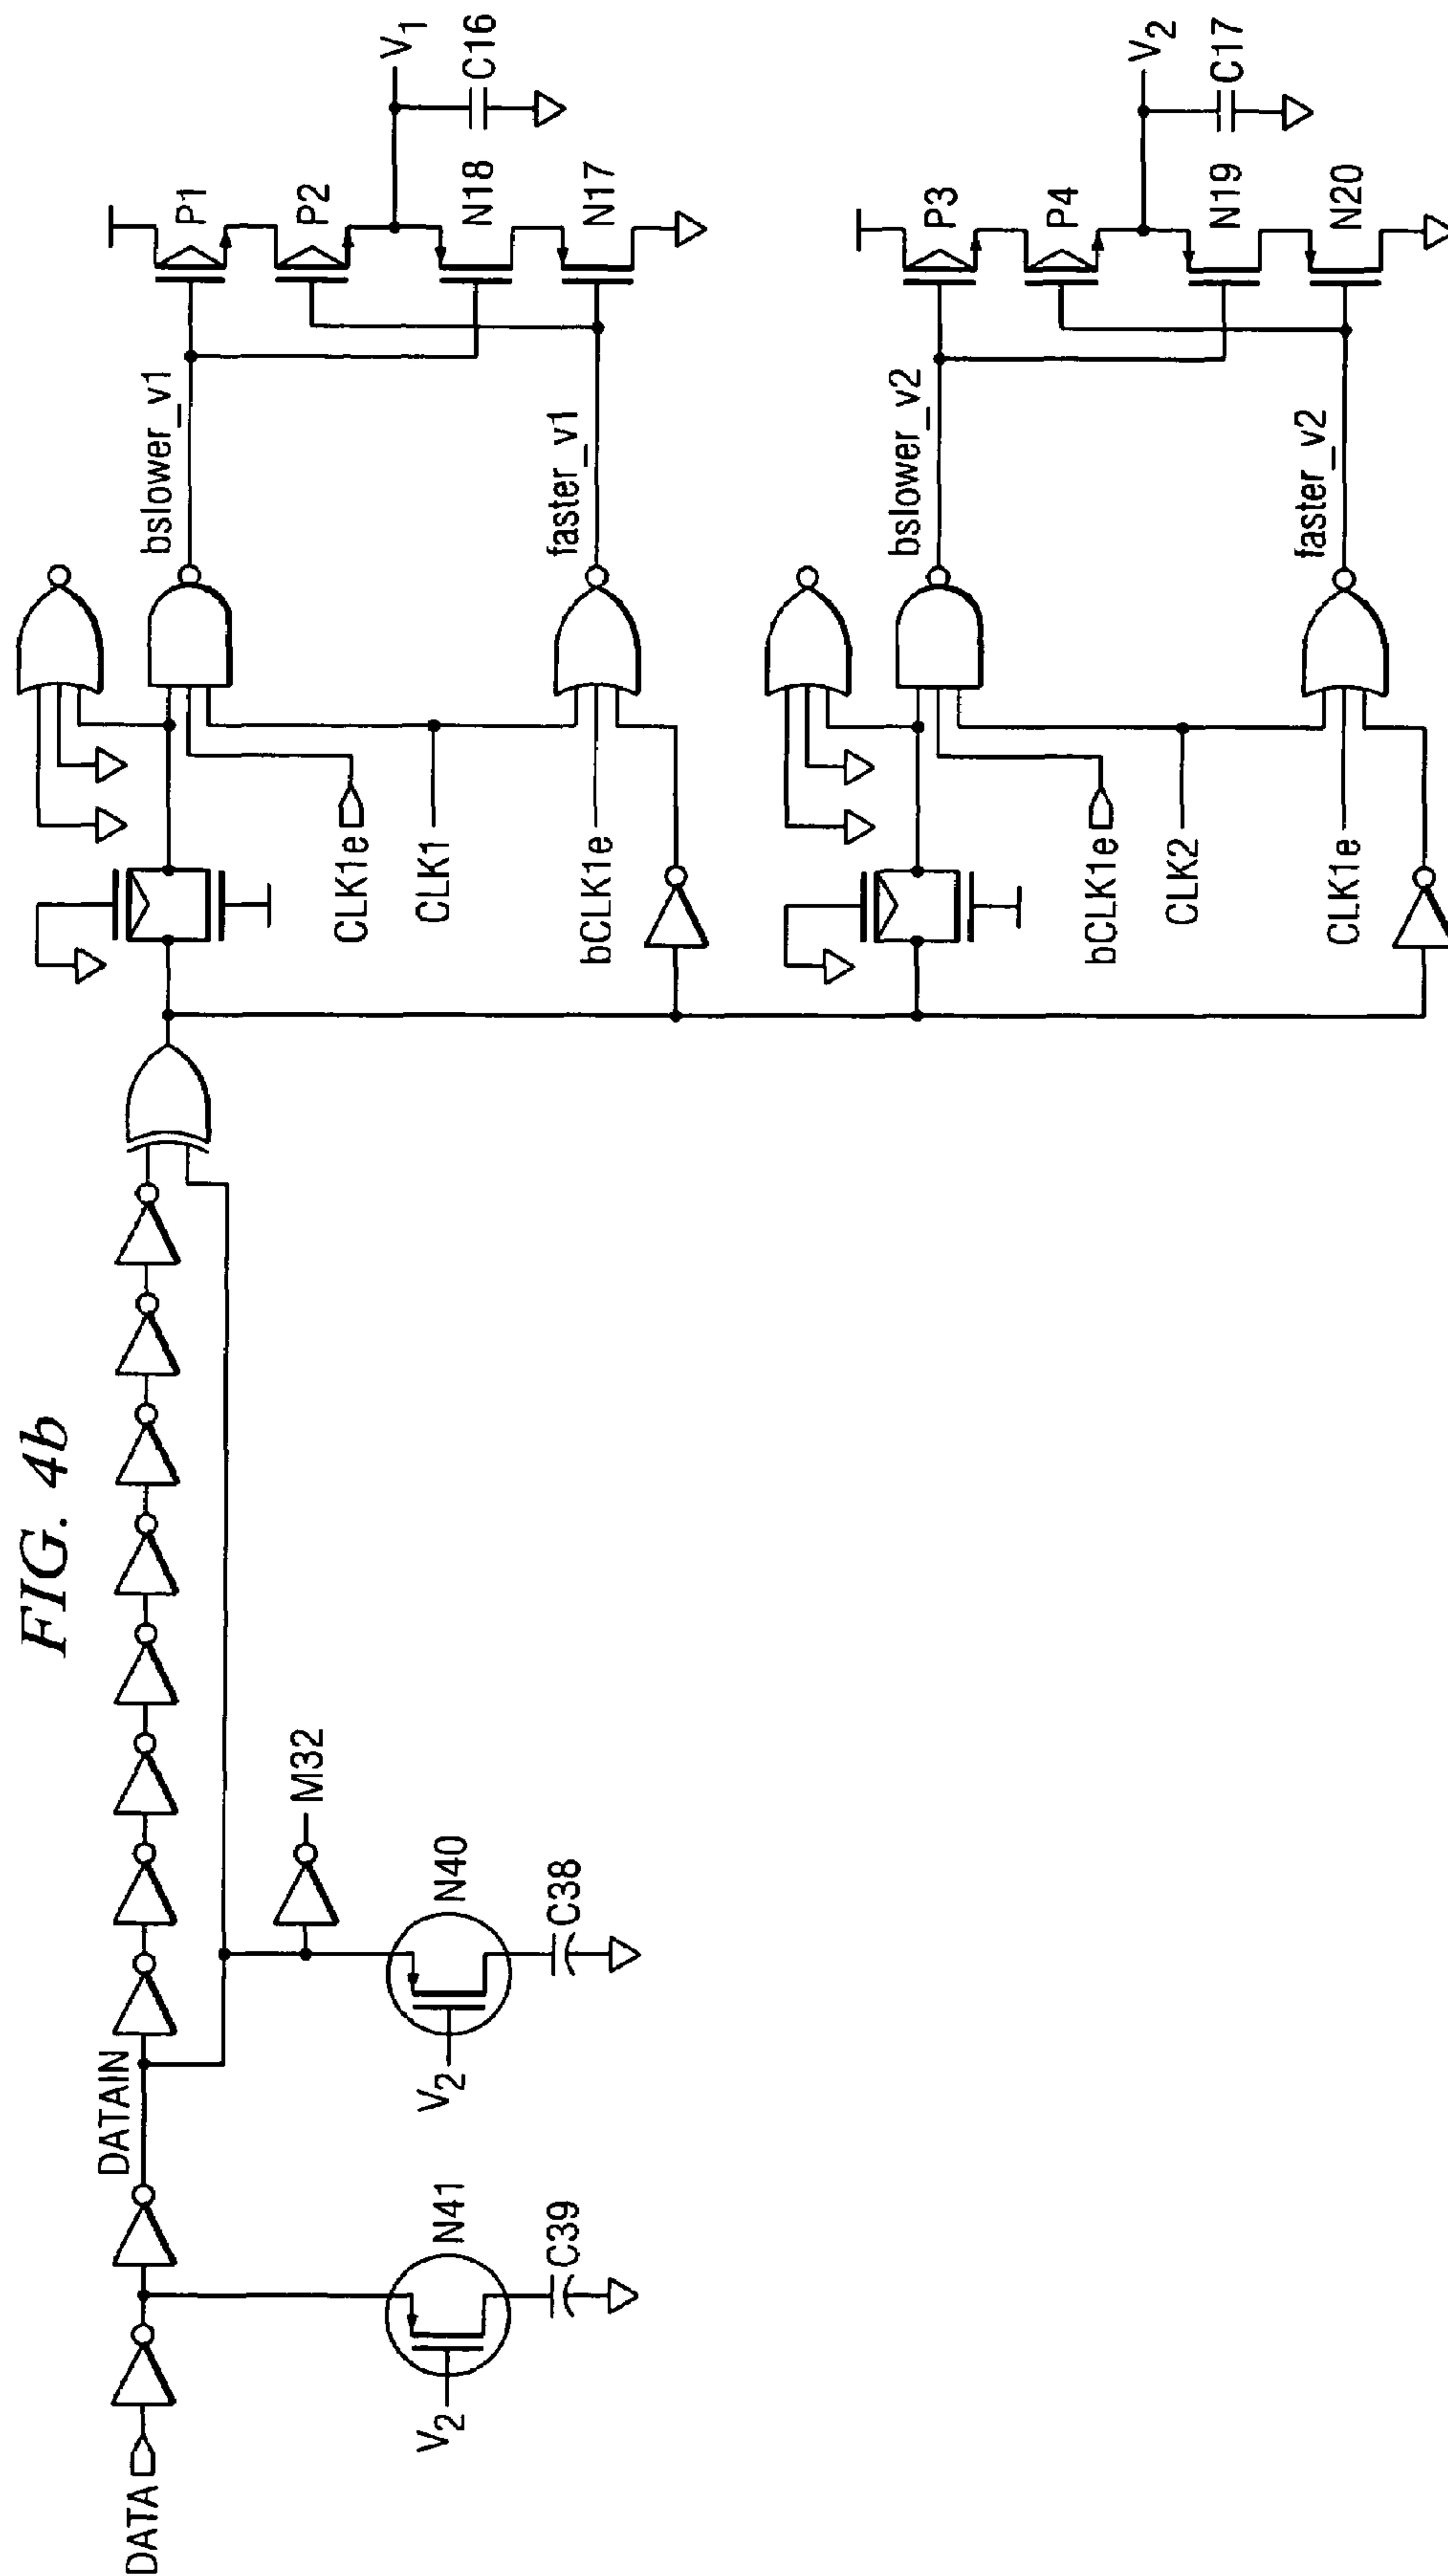 FIG. 4b
DATA
DATAIN
V2
N41
C39
V2
N40
C38
M32
CLK1e
CLK1
bCLK1e
bslower_v1
faster_v1
P1
P2
N18
N17
V1
C16
bCLK1e
CLK2
CLK1e
bslower_v2
faster_v2
P3
P4
N19
N20
V2
C17